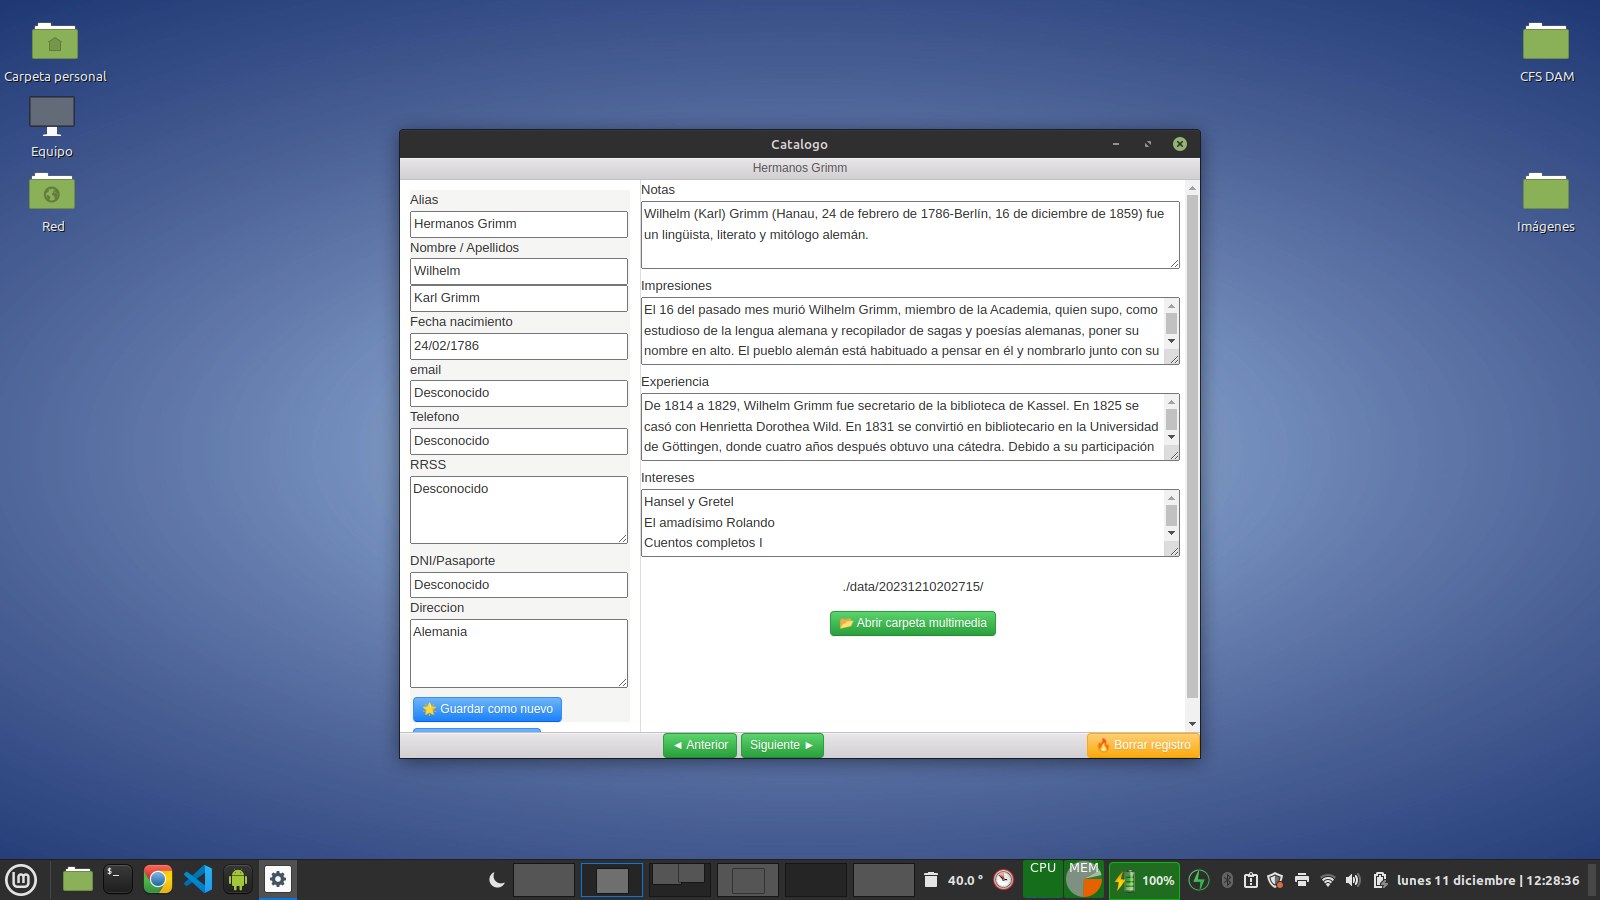 Carpeta personal
Equipo
Red
CFS DAM
Imágenes
Catalogo
Hermanos Grimm
Alias
Hermanos Grimm
Nombre / Apellidos
Wilhelm
Karl Grimm
Fecha nacimiento
24/02/1786
email
Desconocido
Telefono
Desconocido
RRSS
Desconocido
DNI/Pasaporte
Desconocido
Direccion
Alemania
Guardar como nuevo
Notas
Wilhelm (Karl) Grimm (Hanau, 24 de febrero de 1786-Berlín, 16 de diciembre de 1859) fue
un lingüista, literato y mitólogo alemán.
Impresiones
El 16 del pasado mes murió Wilhelm Grimm, miembro de la Academia, quien supo, como
estudioso de la lengua alemana y recopilador de sagas y poesías alemanas, poner su
nombre en alto. El pueblo alemán está habituado a pensar en él y nombrarlo junto con su
Experiencia
De 1814 a 1829, Wilhelm Grimm fue secretario de la biblioteca de Kassel. En 1825 se
casó con Henrietta Dorothea Wild. En 1831 se convirtió en bibliotecario en la Universidad
de Göttingen, donde cuatro años después obtuvo una cátedra. Debido a su participación
Intereses
Hansel y Gretel
El amadísimo Rolando
Cuentos completos I
./data/20231210202715/
Abrir carpeta multimedia
◄ Anterior
Siguiente ►
Borrar registro
40.0 °
CPU
MEM
100%
lunes 11 diciembre | 12:28:36